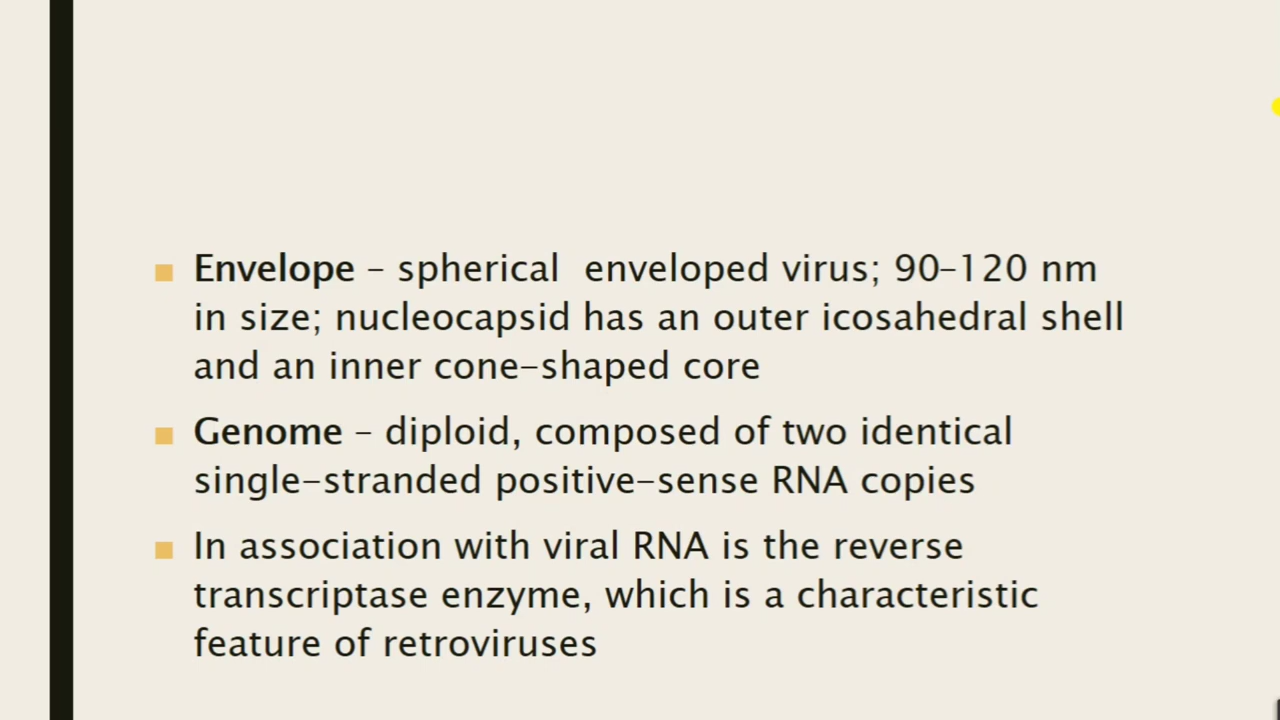 ■ Envelope – spherical enveloped virus; 90–120 nm
in size; nucleocapsid has an outer icosahedral shell
and an inner cone-shaped core
■ Genome – diploid, composed of two identical
single-stranded positive-sense RNA copies
■ In association with viral RNA is the reverse
transcriptase enzyme, which is a characteristic
feature of retroviruses